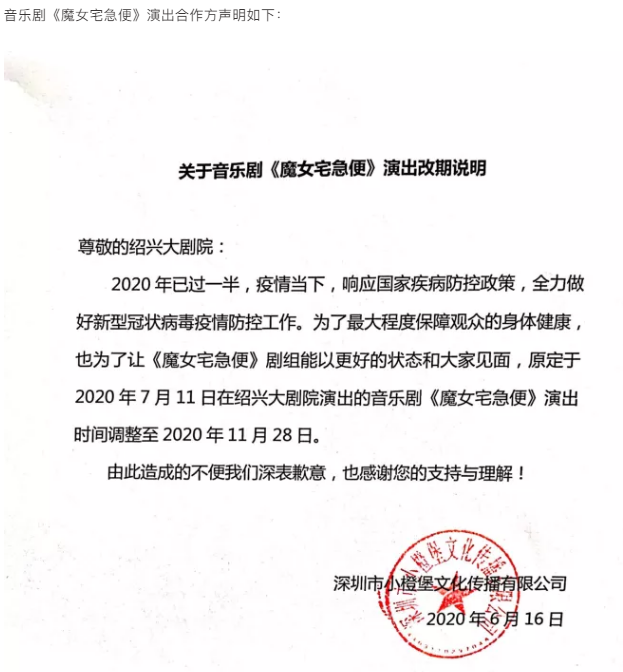 音乐剧《魔女宅急便》演出合作方声明如下：
关于音乐剧《魔女宅急便》演出改期说明
尊敬的绍兴大剧院：
2020 年已过一半，疫情当下，响应国家疾病防控政策，全力做
好新型冠状病毒疫情防控工作。为了最大程度保障观众的身体健康，
也为了让《魔女宅急便》剧组能以更好的状态和大家见面，原定于
2020 年 7 月 11 日在绍兴大剧院演出的音乐剧《魔女宅急便》演出
时间调整至 2020 年 11 月 28 日。
由此造成的不便我们深表歉意，也感谢您的支持与理解！
深圳市小橙堡文化传播有限公司
2020 年 6 月 16 日
深圳市小橙堡文化传播有限公司